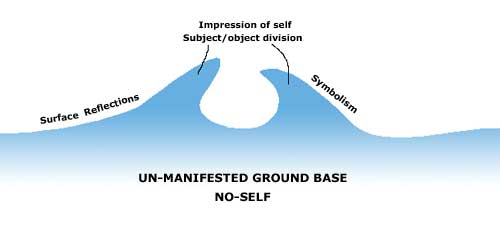 Impression of self
Subject/object division
Surface Reflections
Symbolism
UN-MANIFESTED GROUND BASE
NO-SELF